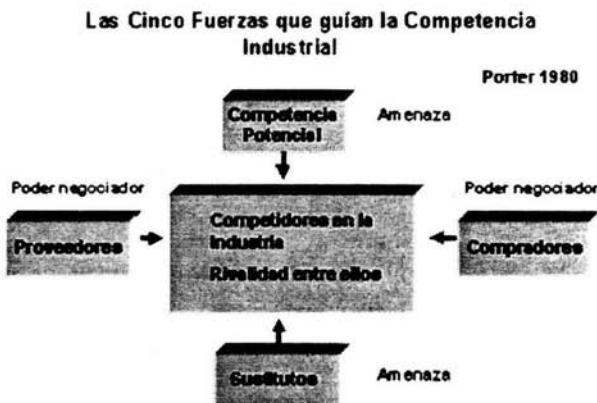 Las Cinco Fuerzas que guían la Competencia
Industrial
Porter 1980
Competencia
Potencial
Amenaza
Poder negociador
Proveedores
Competidores en la
Industria
Rivalidad entre ellos
Poder negociador
Compradores
Sustitutos
Amenaza